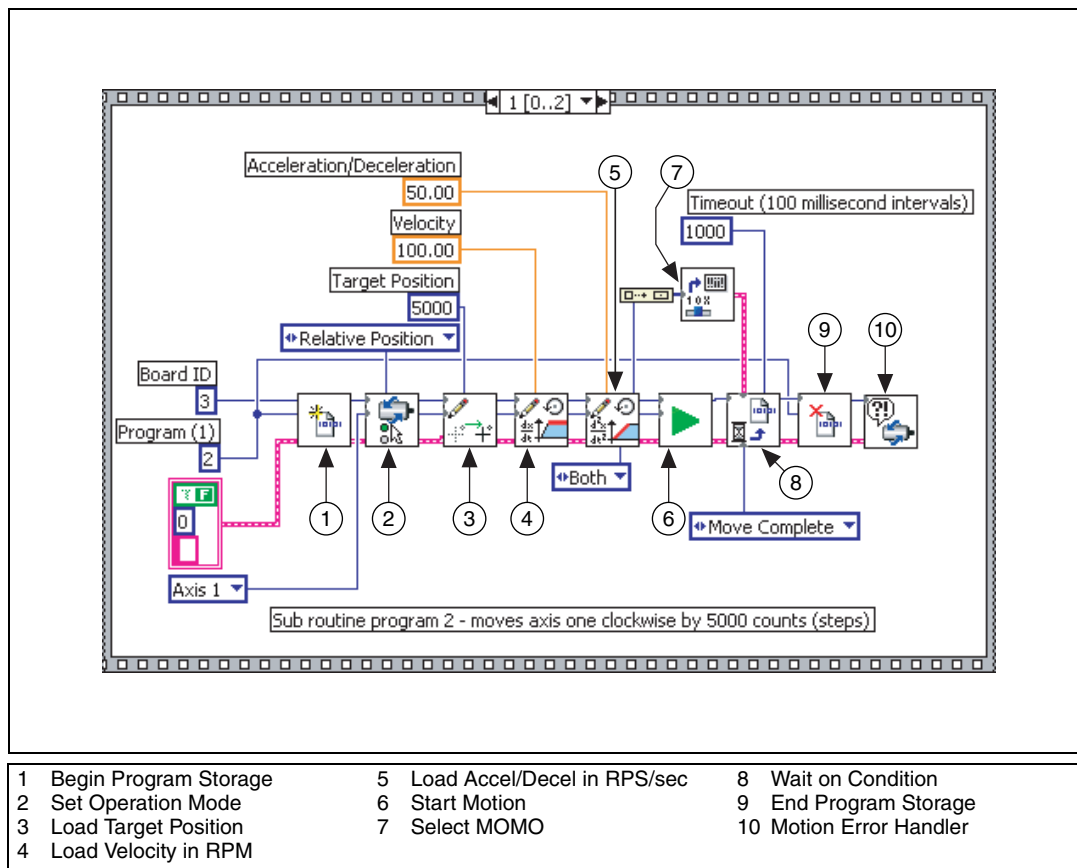 1 [0..2]
Acceleration/Deceleration
50.00
5
7
Velocity
100.00
Timeout (100 millisecond intervals)
1000
Target Position
5000
Relative Position
10X
9
10
Board ID
3
Program (1)
2
dx
dt
d²x
dt²
?!
F
0
Both
1
2
3
4
6
8
Move Complete
Axis 1
Sub routine program 2 - moves axis one clockwise by 5000 counts (steps)
1 Begin Program Storage
2 Set Operation Mode
3 Load Target Position
4 Load Velocity in RPM
5 Load Accel/Decel in RPS/sec
6 Start Motion
7 Select MOMO
8 Wait on Condition
9 End Program Storage
10 Motion Error Handler